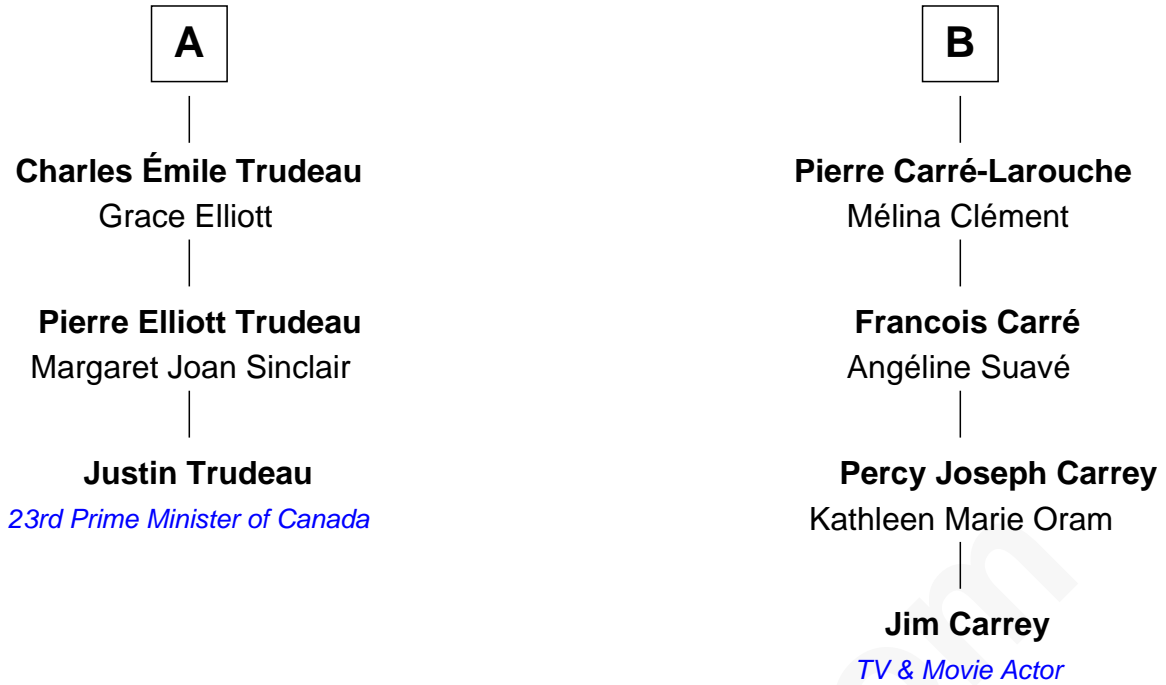 A
Charles Émile Trudeau
Grace Elliott
Pierre Elliott Trudeau
Margaret Joan Sinclair
Justin Trudeau
23rd Prime Minister of Canada
B
Pierre Carré-Larouche
Mélina Clément
Francois Carré
Angéline Suavé
Percy Joseph Carrey
Kathleen Marie Oram
Jim Carrey
TV & Movie Actor